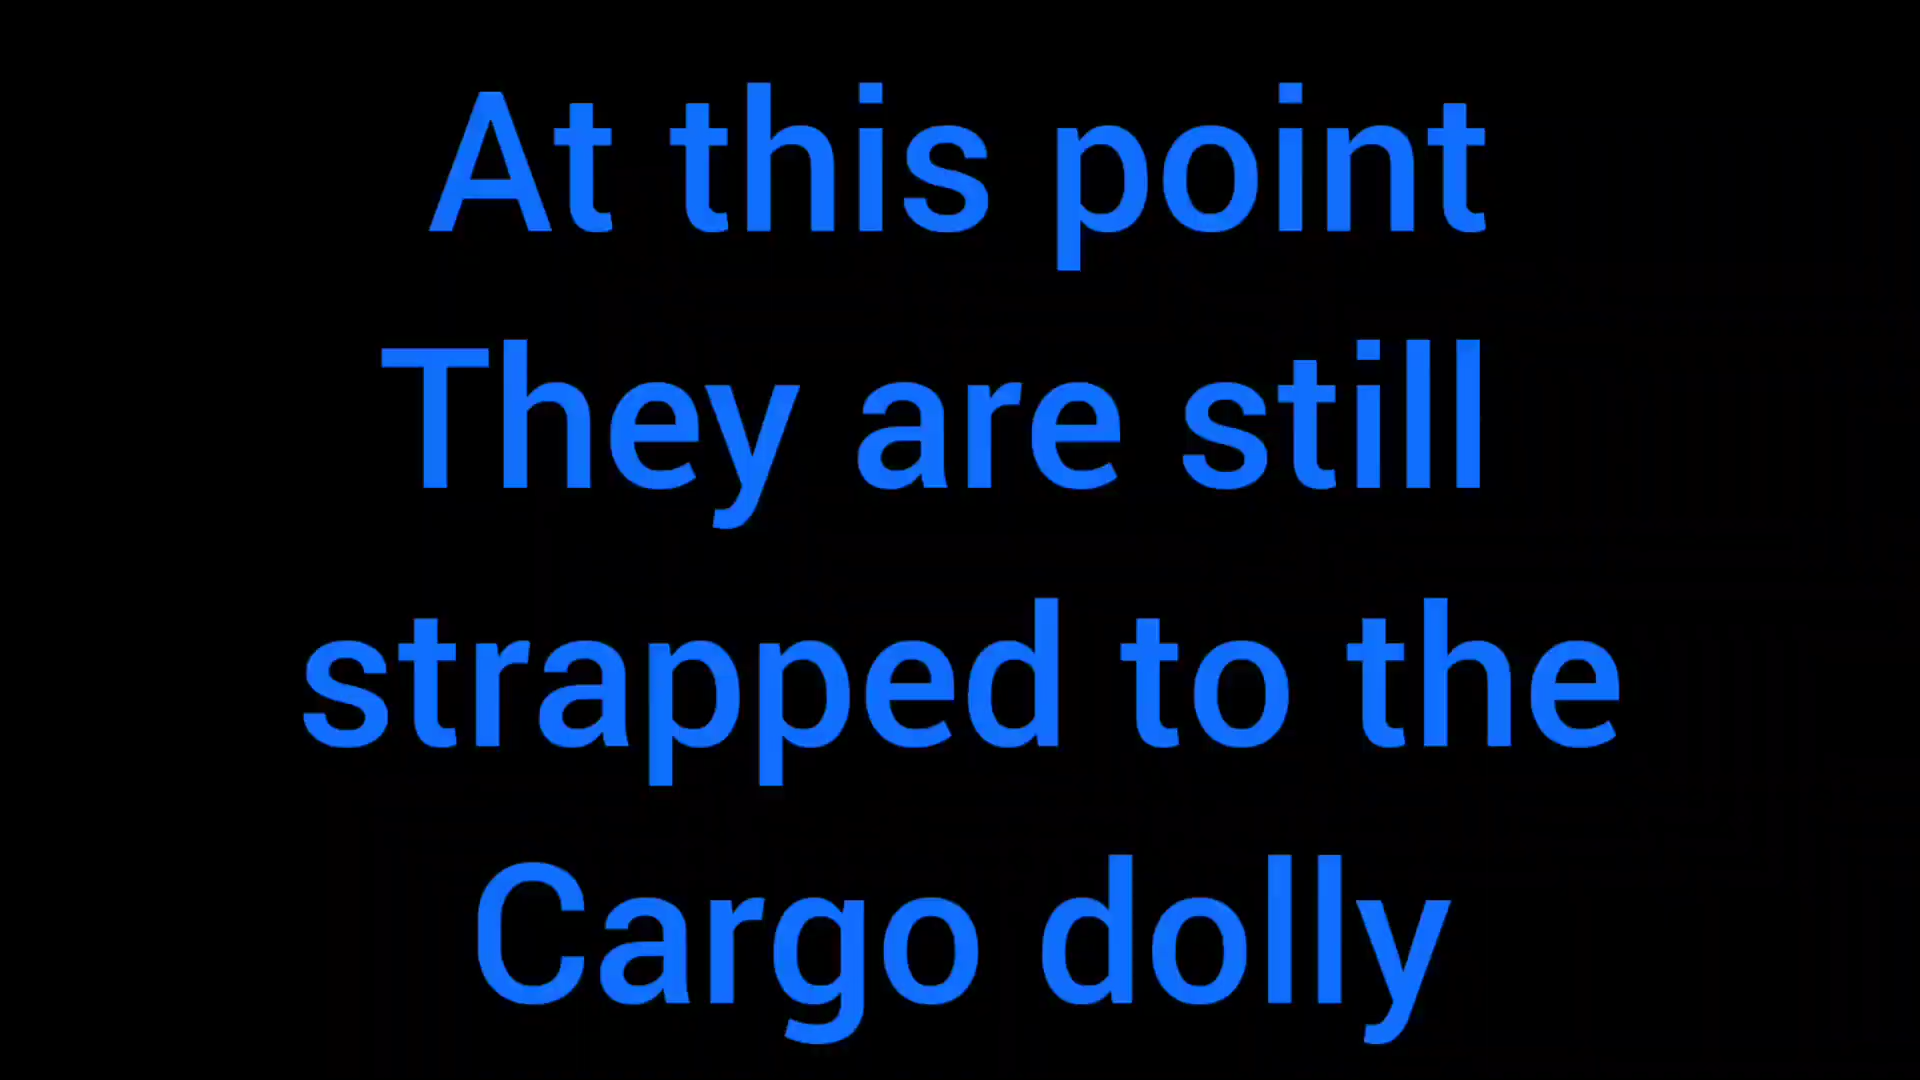 At this point
They are still
strapped to the
Cargo dolly